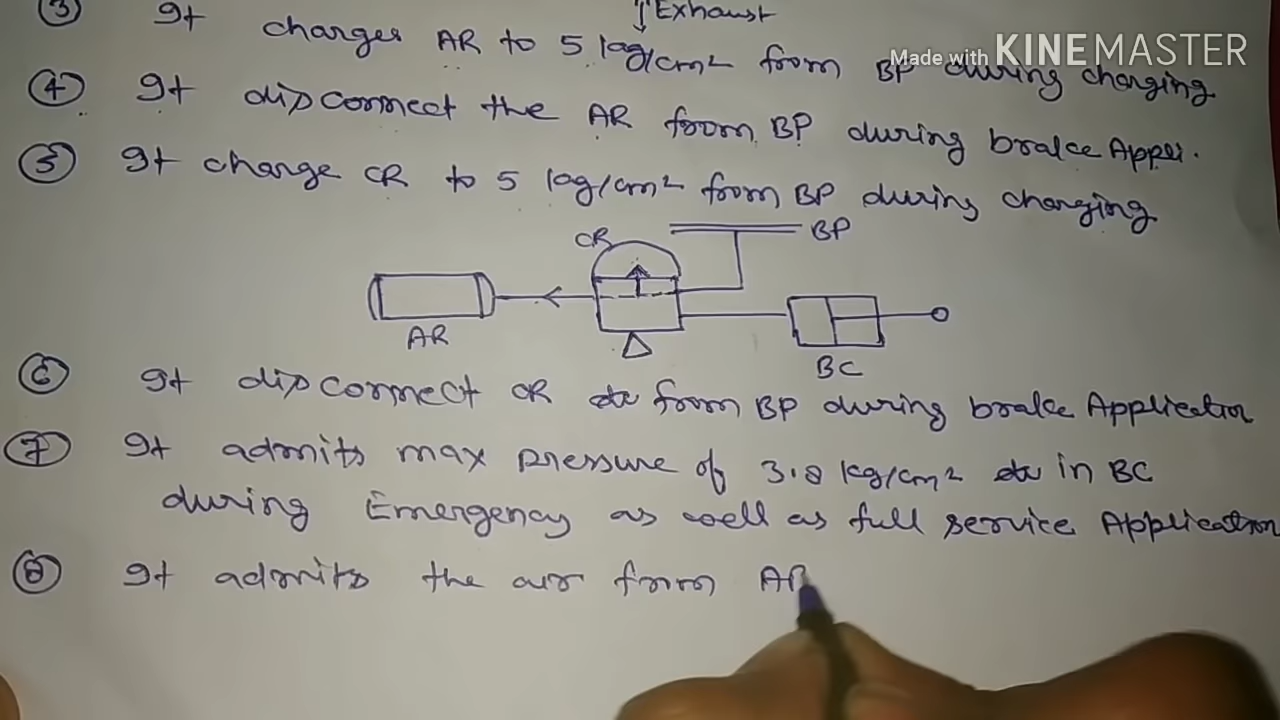 ↓Exhaust
③ It charges AR to 5 kg/cm² from BP during charging
Made with KINEMASTER
④ It disconnect the AR from BP during brake Appli.
⑤ It charge CR to 5 kg/cm² from BP during charging
CR
BP
AR
BC
⑥ It disconnect CR from BP during brake Application
⑦ It admits max pressure of 3.8 kg/cm² in BC
during Emergency as well as full service Application
⑧ It admits the air from AR